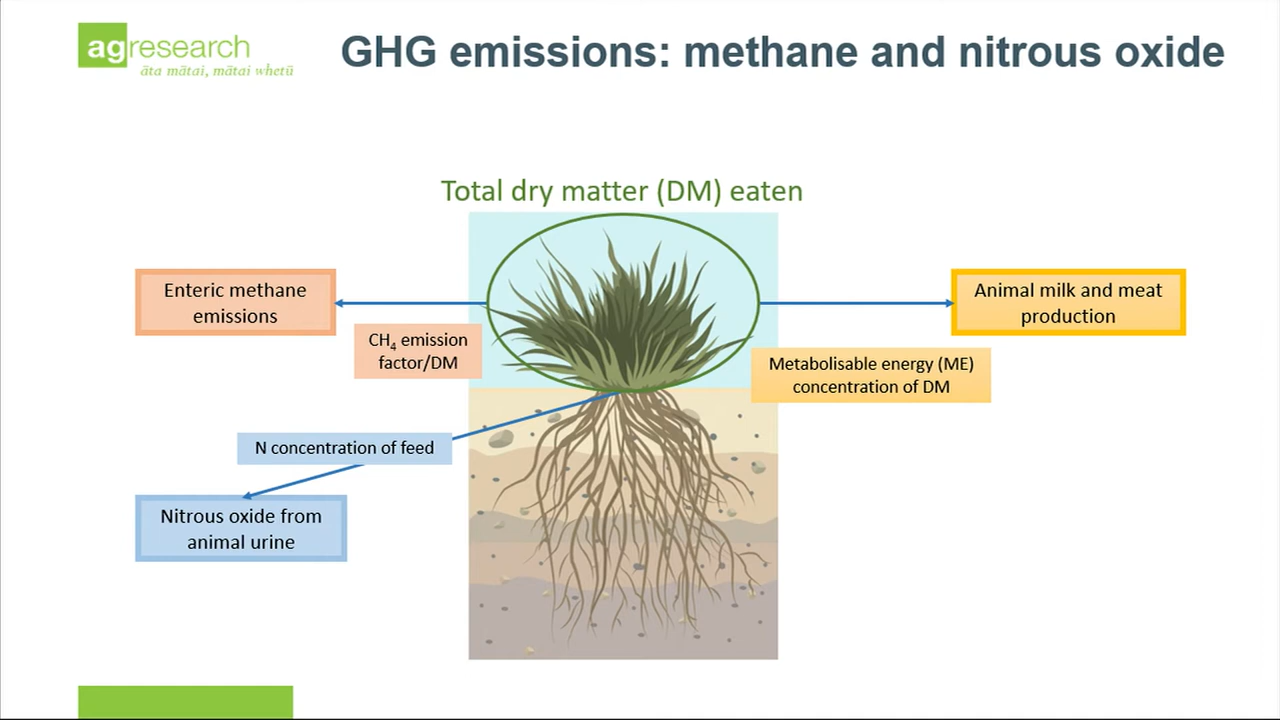 agresearch
āta mātai, mātai whetū
GHG emissions: methane and nitrous oxide
Total dry matter (DM) eaten
Enteric methane
emissions
CH₄ emission
factor/DM
Animal milk and meat
production
Metabolisable energy (ME)
concentration of DM
N concentration of feed
Nitrous oxide from
animal urine